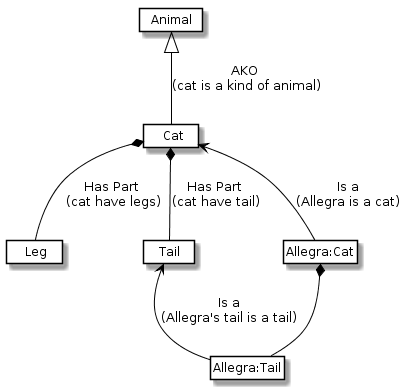 Animal
AKO
(cat is a kind of animal)
Cat
Has Part
(cat have legs)
Has Part
(cat have tail)
Is a
(Allegra is a cat)
Leg
Tail
Allegra:Cat
Is a
(Allegra's tail is a tail)
Allegra:Tail